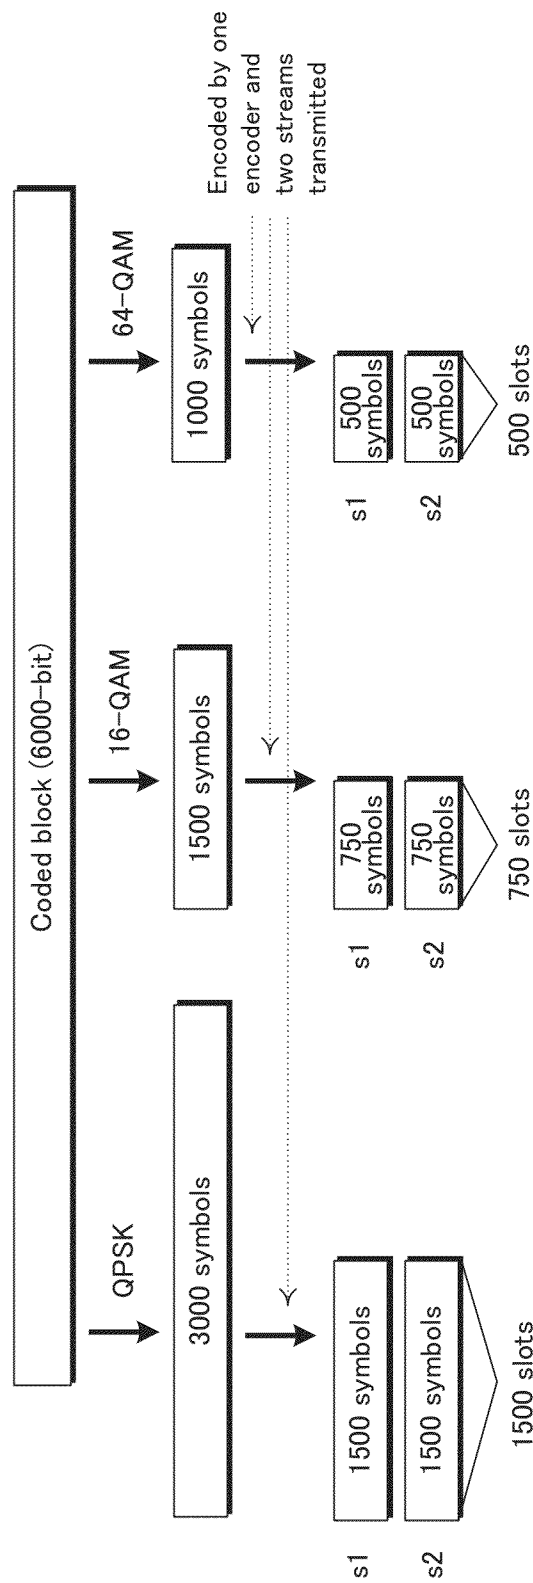 Coded block (6000-bit)
QPSK
16-QAM
64-QAM
3000 symbols
1500 symbols
1000 symbols
Encoded by one
encoder and
two streams
transmitted
s1
1500 symbols
s1
750
symbols
s1
500
symbols
s2
1500 symbols
s2
750
symbols
s2
500
symbols
1500 slots
750 slots
500 slots